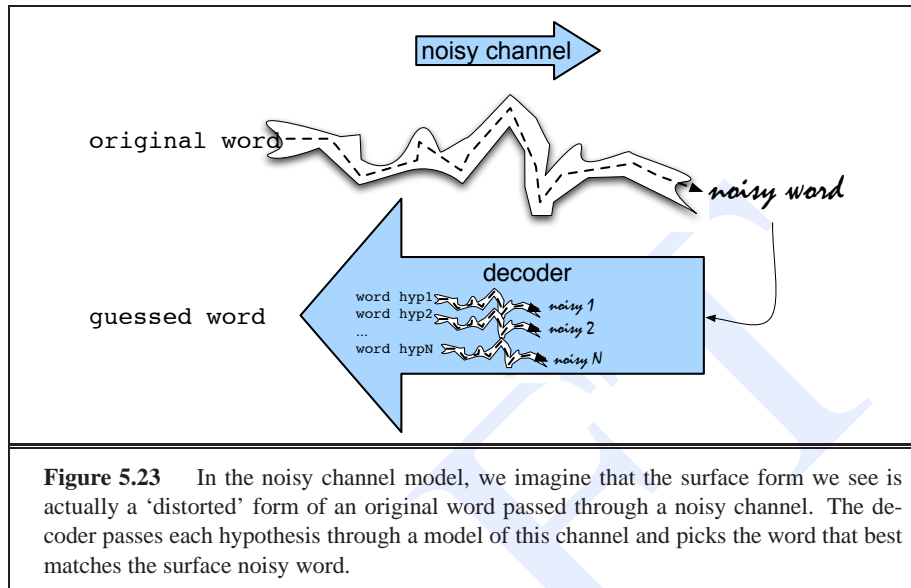 noisy channel
original word
noisy word
decoder
word hyp1
noisy 1
word hyp2
noisy 2
...
word hypN
noisy N
guessed word
Figure 5.23 In the noisy channel model, we imagine that the surface form we see is
actually a ‘distorted’ form of an original word passed through a noisy channel. The de-
coder passes each hypothesis through a model of this channel and picks the word that best
matches the surface noisy word.